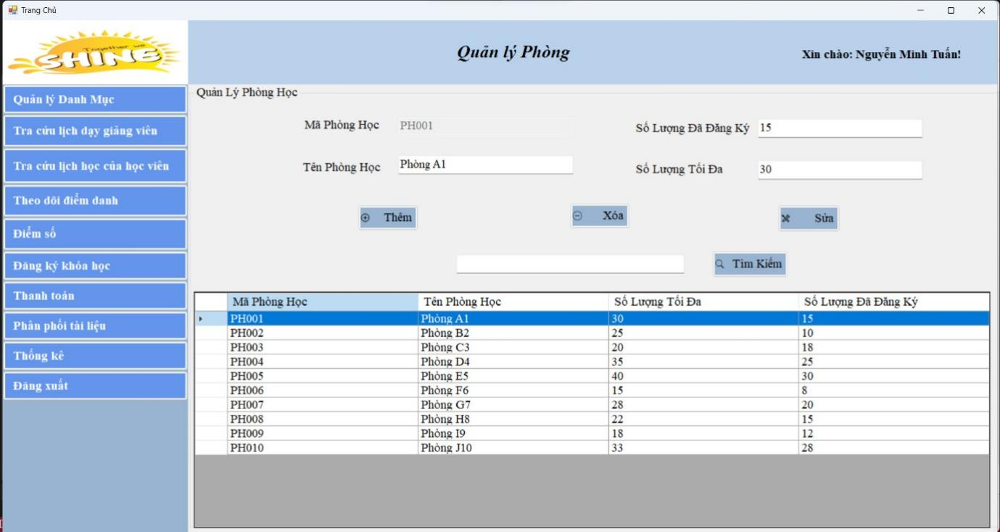 Trang Chủ
Together we
SHINE
Quản lý Phòng
Xin chào: Nguyễn Minh Tuấn!
Quản lý Danh Mục
Tra cứu lịch dạy giảng viên
Tra cứu lịch học của học viên
Theo dõi điểm danh
Điểm số
Đăng ký khóa học
Thanh toán
Phân phối tài liệu
Thống kê
Đăng xuất
Quản Lý Phòng Học
Mã Phòng Học PH001 Số Lượng Đã Đăng Ký 15
Tên Phòng Học Phòng A1 Số Lượng Tối Đa 30
Thêm Xóa Sửa
Tìm Kiếm
Mã Phòng Học Tên Phòng Học Số Lượng Tối Đa Số Lượng Đã Đăng Ký
PH001 Phòng A1 30 15
PH002 Phòng B2 25 10
PH003 Phòng C3 20 18
PH004 Phòng D4 35 25
PH005 Phòng E5 40 30
PH006 Phòng F6 15 8
PH007 Phòng G7 28 20
PH008 Phòng H8 22 15
PH009 Phòng I9 18 12
PH010 Phòng J10 33 28